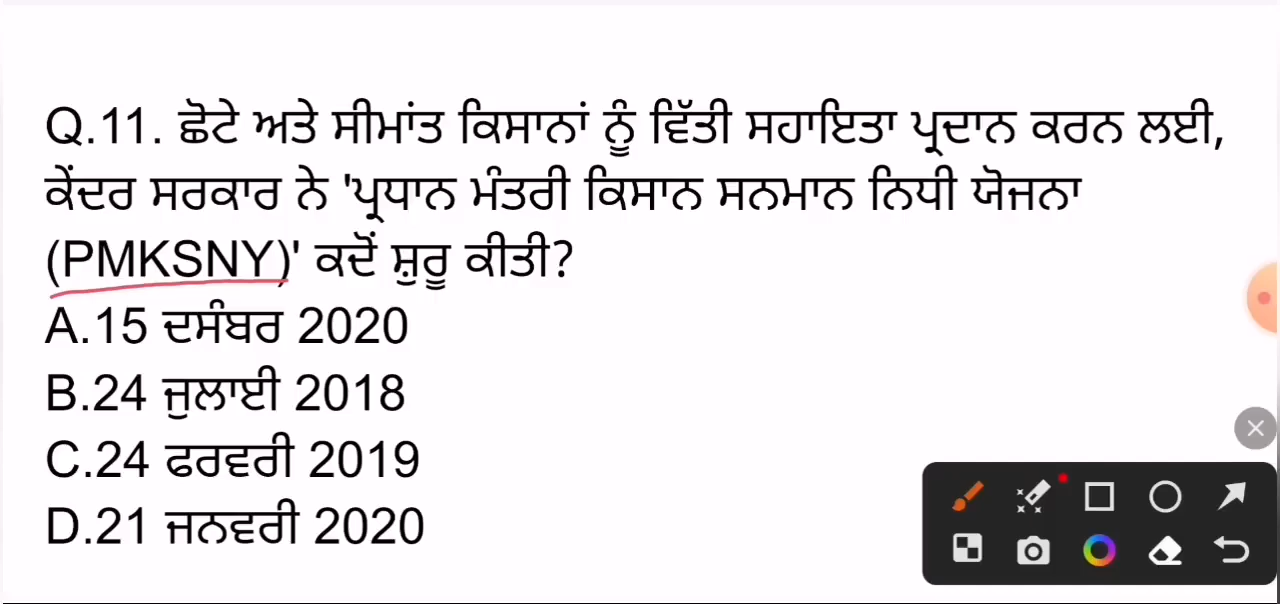 Q.11. ਛੋਟੇ ਅਤੇ ਸੀਮਾਂਤ ਕਿਸਾਨਾਂ ਨੂੰ ਵਿੱਤੀ ਸਹਾਇਤਾ ਪ੍ਰਦਾਨ ਕਰਨ ਲਈ,
ਕੇਂਦਰ ਸਰਕਾਰ ਨੇ 'ਪ੍ਰਧਾਨ ਮੰਤਰੀ ਕਿਸਾਨ ਸਨਮਾਨ ਨਿਧੀ ਯੋਜਨਾ
(PMKSNY)' ਕਦੋਂ ਸ਼ੁਰੂ ਕੀਤੀ?
A.15 ਦਸੰਬਰ 2020
B.24 ਜੁਲਾਈ 2018
C.24 ਫਰਵਰੀ 2019
D.21 ਜਨਵਰੀ 2020